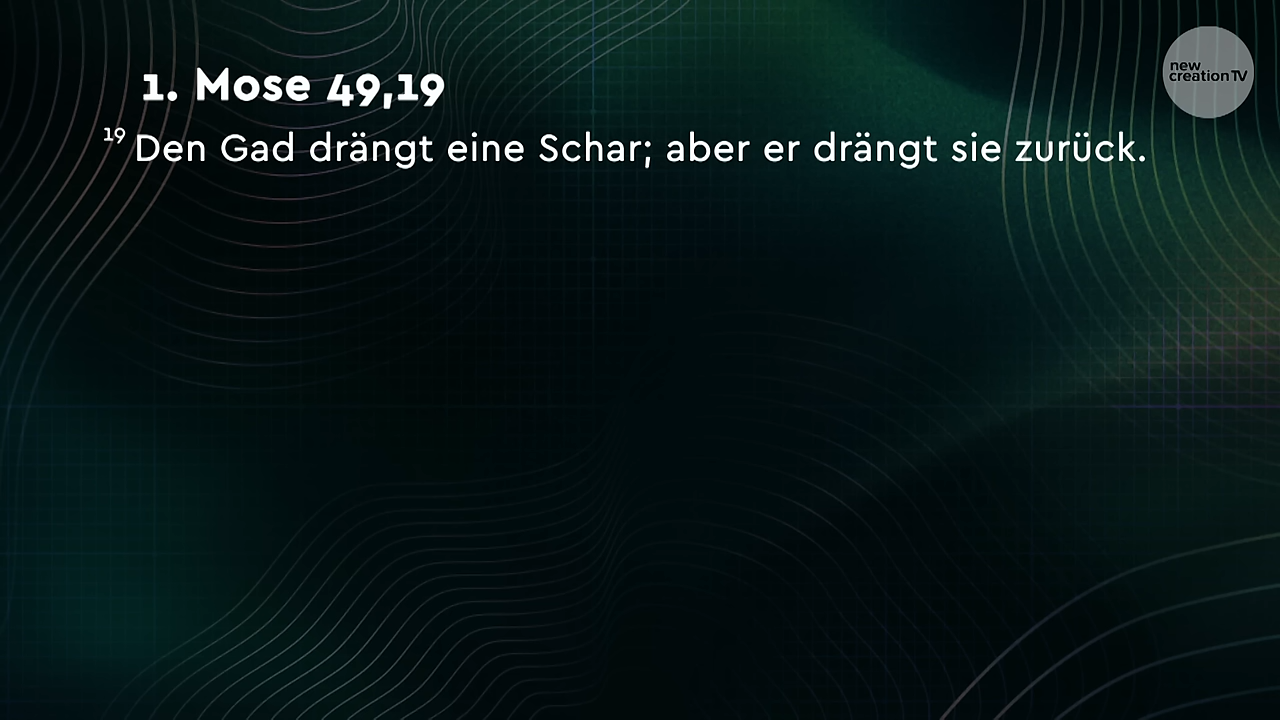 1. Mose 49,19
19 Den Gad drängt eine Schar; aber er drängt sie zurück.
new
creation TV